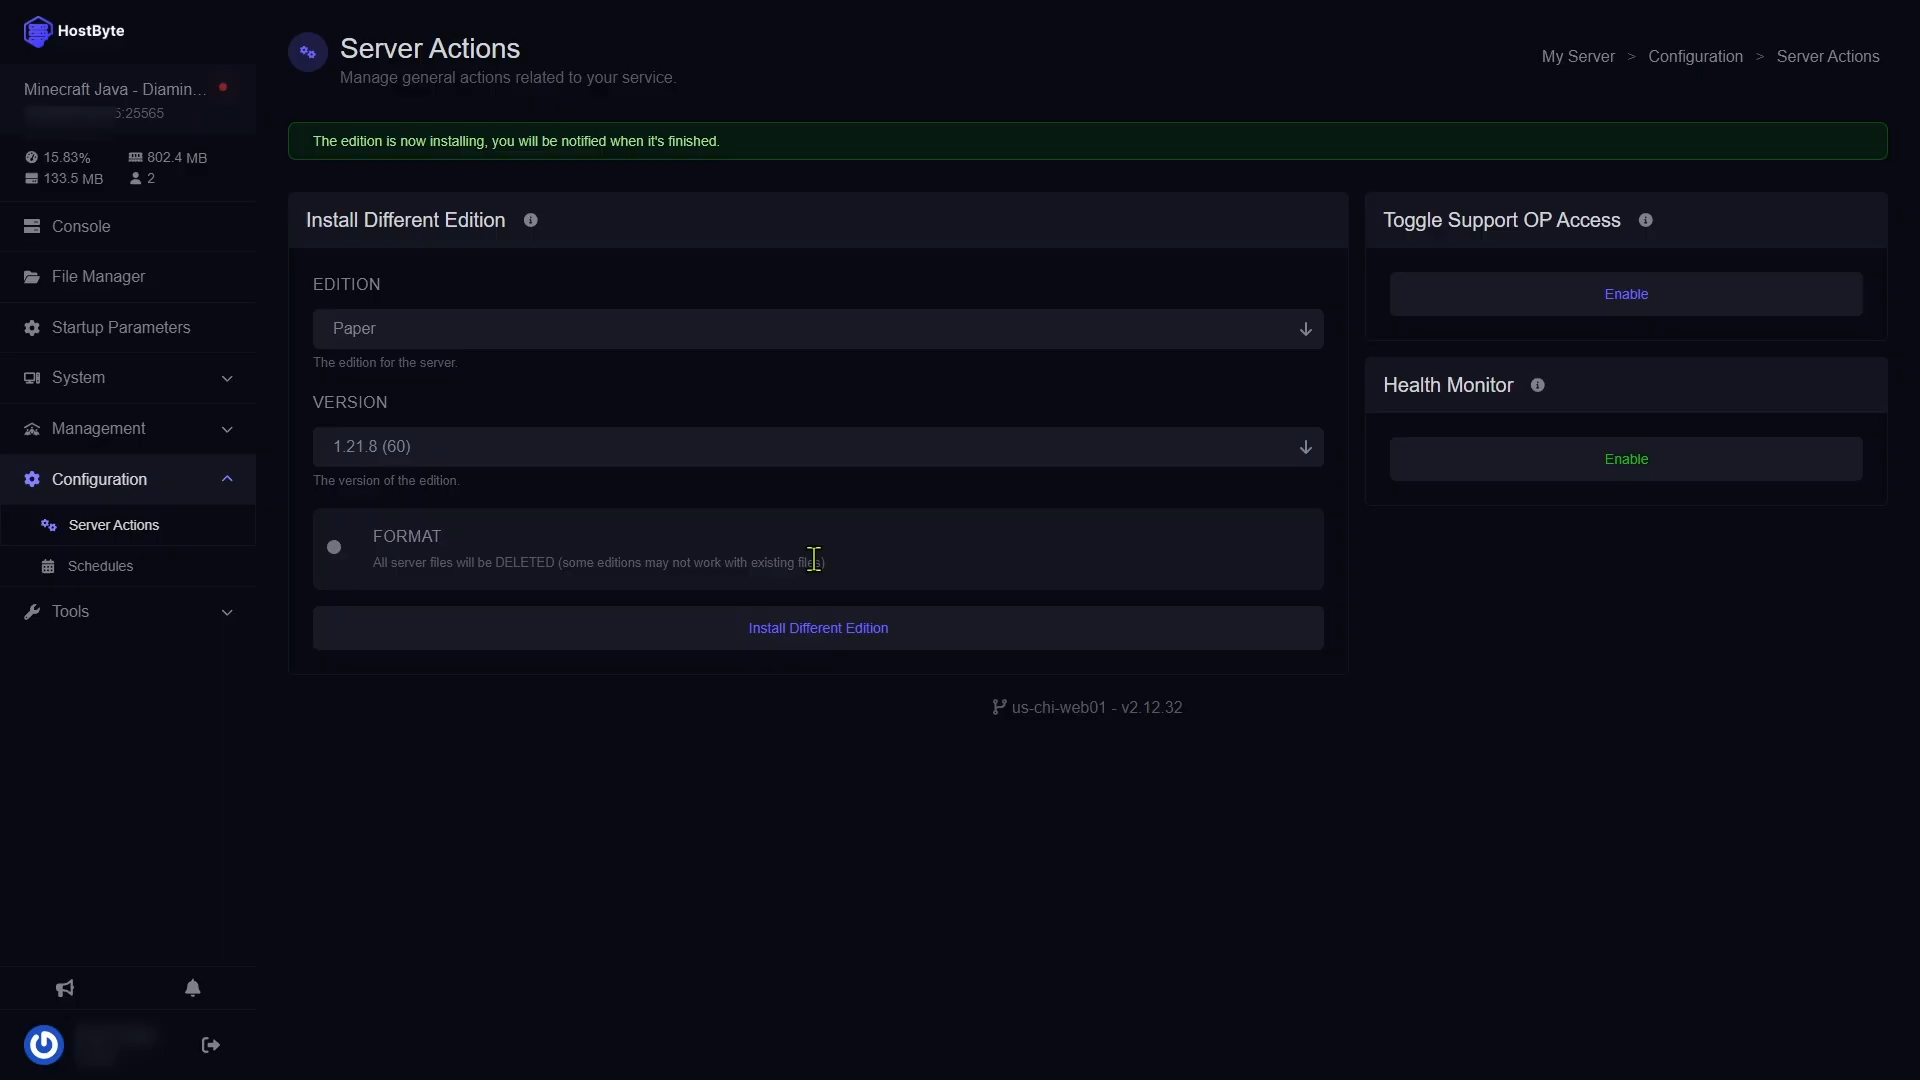 HostByte
Minecraft Java - Diamin...
5:25565
15.83% 802.4 MB
133.5 MB 2
Console
File Manager
Startup Parameters
System
Management
Configuration
Server Actions
Schedules
Tools
Server Actions
Manage general actions related to your service.
My Server > Configuration > Server Actions
The edition is now installing, you will be notified when it's finished.
Install Different Edition
EDITION
Paper
The edition for the server.
VERSION
1.21.8 (60)
The version of the edition.
FORMAT
All server files will be DELETED (some editions may not work with existing files)
Install Different Edition
Toggle Support OP Access
Enable
Health Monitor
Enable
us-chi-web01 - v2.12.32